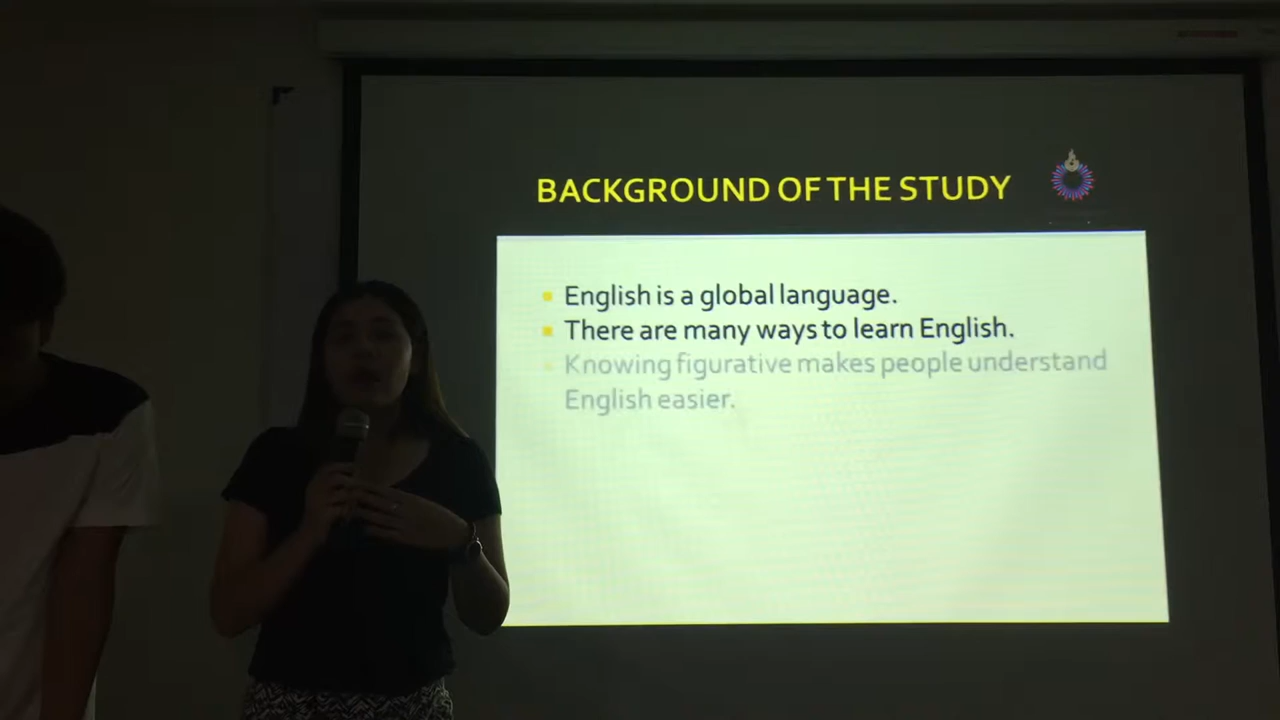 BACKGROUND OF THE STUDY
English is a global language.
There are many ways to learn English.
Knowing figurative makes people understand
English easier.